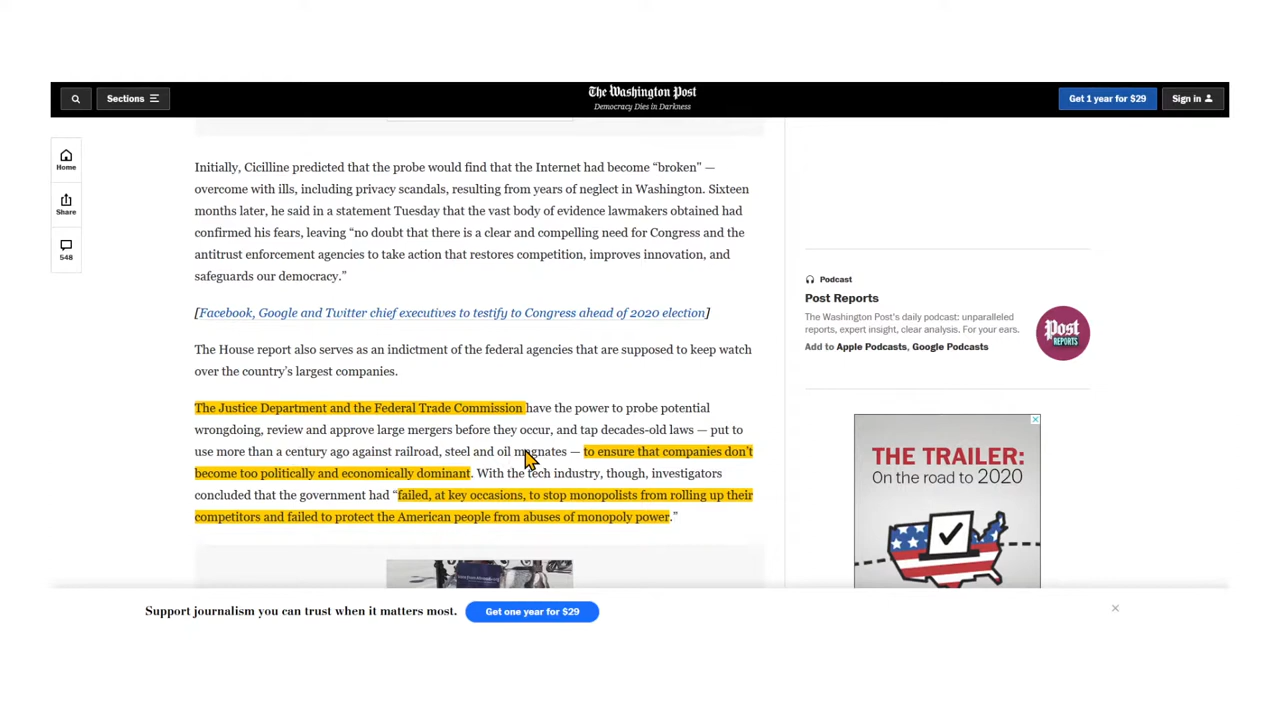 Sections
The Washington Post
Democracy Dies in Darkness
Get 1 year for $29
Sign in
Home
Share
548
Initially, Cicilline predicted that the probe would find that the Internet had become “broken” —
overcome with ills, including privacy scandals, resulting from years of neglect in Washington. Sixteen
months later, he said in a statement Tuesday that the vast body of evidence lawmakers obtained had
confirmed his fears, leaving “no doubt that there is a clear and compelling need for Congress and the
antitrust enforcement agencies to take action that restores competition, improves innovation, and
safeguards our democracy.”
[Facebook, Google and Twitter chief executives to testify to Congress ahead of 2020 election]
The House report also serves as an indictment of the federal agencies that are supposed to keep watch
over the country’s largest companies.
The Justice Department and the Federal Trade Commission have the power to probe potential
wrongdoing, review and approve large mergers before they occur, and tap decades-old laws — put to
use more than a century ago against railroad, steel and oil magnates — to ensure that companies don’t
become too politically and economically dominant. With the tech industry, though, investigators
concluded that the government had “failed, at key occasions, to stop monopolists from rolling up their
competitors and failed to protect the American people from abuses of monopoly power.”
Podcast
Post Reports
The Washington Post's daily podcast: unparalleled
reports, expert insight, clear analysis. For your ears.
Add to Apple Podcasts, Google Podcasts
Post
REPORTS
THE TRAILER:
On the road to 2020
Support journalism you can trust when it matters most.
Get one year for $29